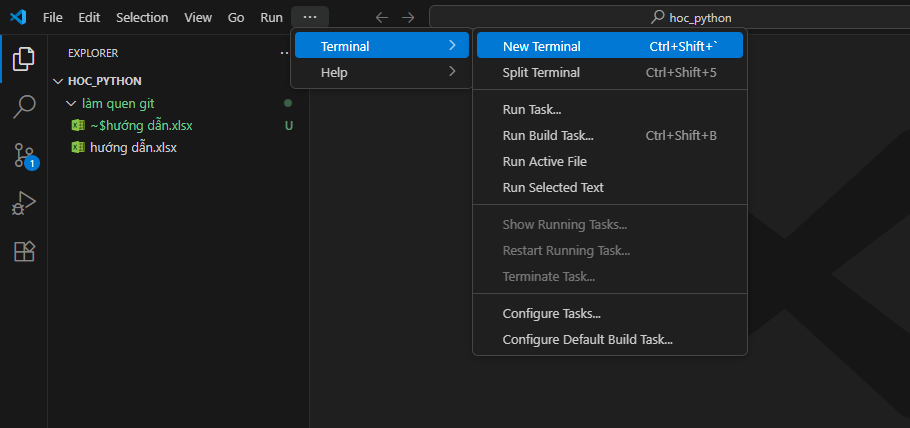 File Edit Selection View Go Run ··· hoc_python
EXPLORER ···
HOC_PYTHON
làm quen git
~$hướng dẫn.xlsx U
hướng dẫn.xlsx
1
Terminal
Help
New Terminal Ctrl+Shift+`
Split Terminal Ctrl+Shift+5
Run Task...
Run Build Task... Ctrl+Shift+B
Run Active File
Run Selected Text
Show Running Tasks...
Restart Running Task...
Terminate Task...
Configure Tasks...
Configure Default Build Task...